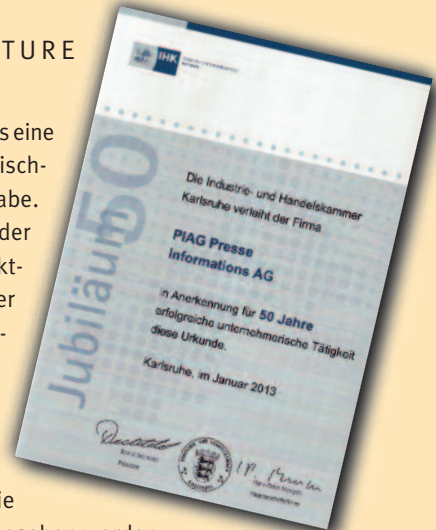 TURE
s eine
isch-
abe.
der
kt-
er
-
ie
IHK
50
Jubiläum
Die Industrie- und Handelskammer
Karlsruhe verleiht der Firma
PIAG Presse
Informations AG
in Anerkennung für 50 Jahre
erfolgreiche unternehmerische Tätigkeit
diese Urkunde.
Karlsruhe, im Januar 2013